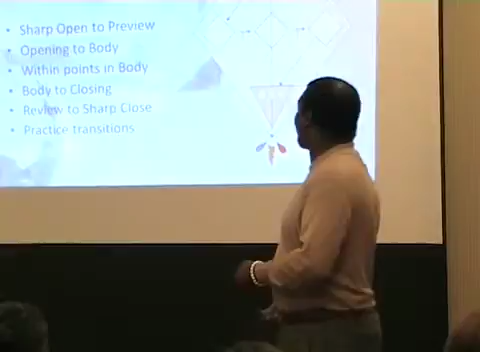 • Sharp Open to Preview
• Opening to Body
• Within points in Body
• Body to Closing
• Review to Sharp Close
• Practice transitions